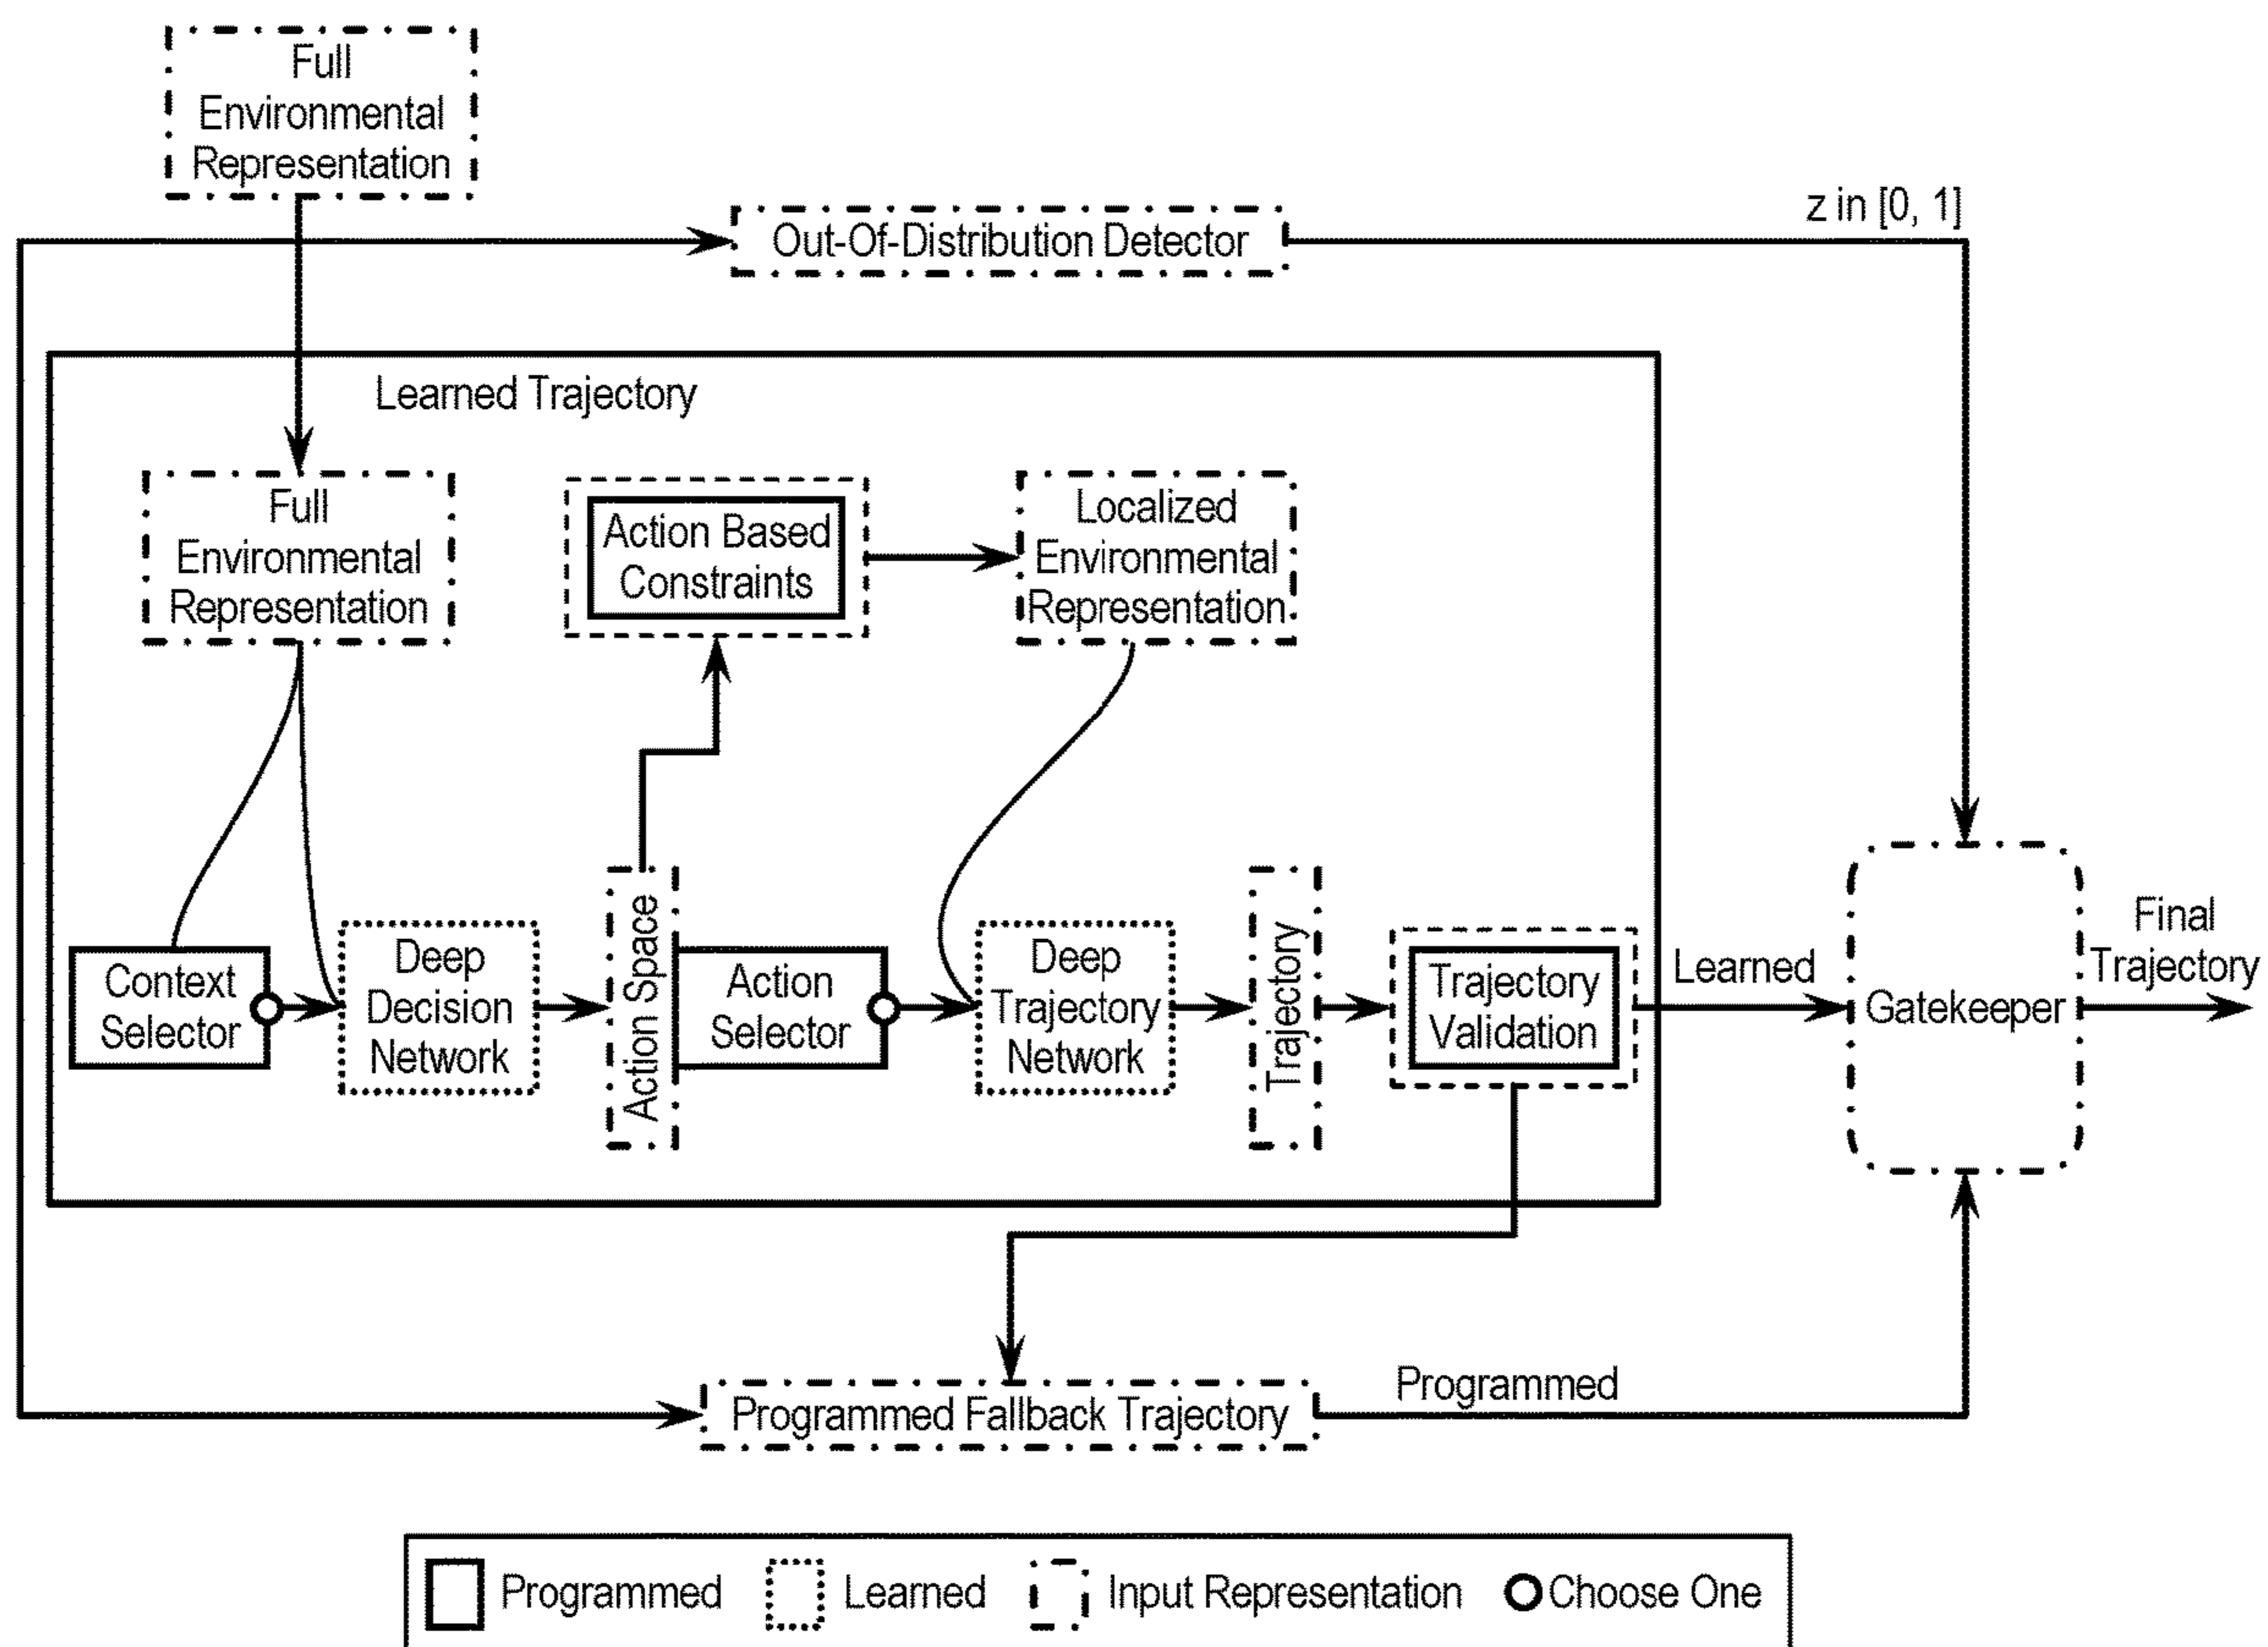 Full
Environmental
Representation
z in [0, 1]
Out-Of-Distribution Detector
Learned Trajectory
Full
Environmental
Representation
Action Based
Constraints
Localized
Environmental
Representation
Context
Selector
Deep
Decision
Network
Action Space
Action
Selector
Deep
Trajectory
Network
Trajectory
Trajectory
Validation
Learned
Gatekeeper
Final
Trajectory
Programmed Fallback Trajectory
Programmed
Programmed
Learned
Input Representation
Choose One